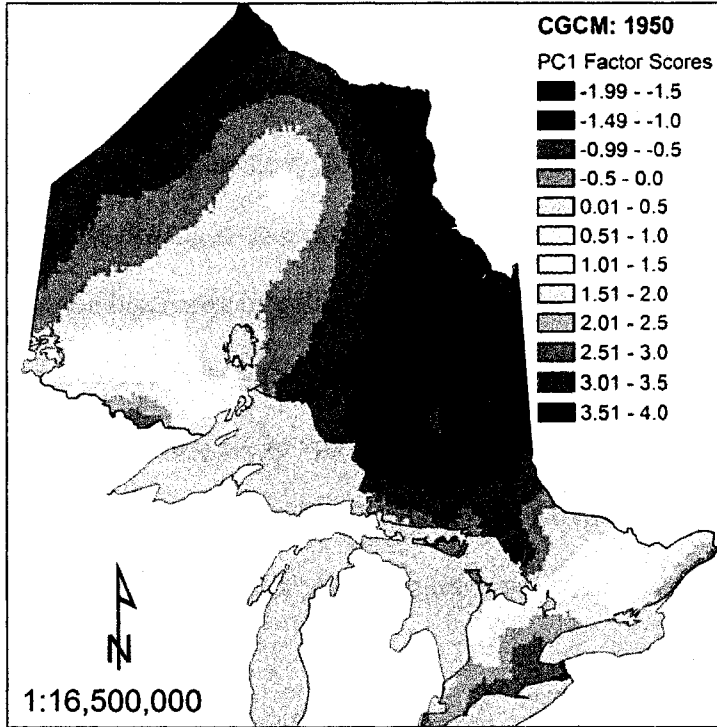 CGCM: 1950
PC1 Factor Scores
-1.99 - -1.5
-1.49 - -1.0
-0.99 - -0.5
-0.5 - 0.0
0.01 - 0.5
0.51 - 1.0
1.01 - 1.5
1.51 - 2.0
2.01 - 2.5
2.51 - 3.0
3.01 - 3.5
3.51 - 4.0
N
1:16,500,000